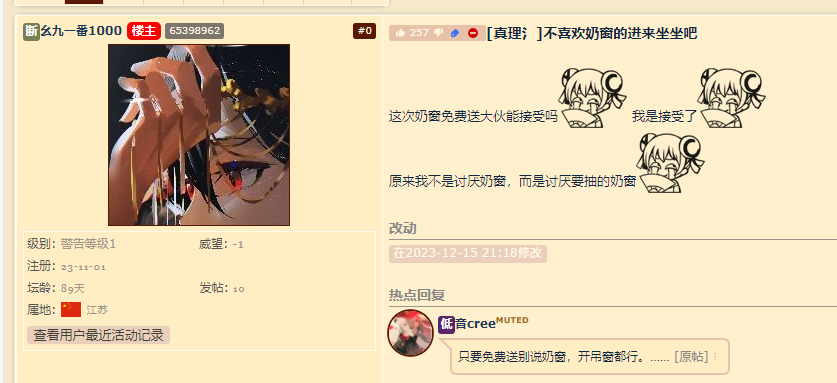 断 幺九一番1000 楼主 65398962 #0
级别: 警告等级1 威望: -1
注册: 23-11-01
坛龄: 89天 发帖: 10
属地: 江苏
查看用户最近活动记录
257 [真理氵]不喜欢奶窗的进来坐坐吧
这次奶窗免费送大伙能接受吗 我是接受了
原来我不是讨厌奶窗，而是讨厌要抽的奶窗
改动
在2023-12-15 21:18修改
热点回复
低 音cree MUTED
只要免费送别说奶窗，开吊窗都行。…… [原帖]